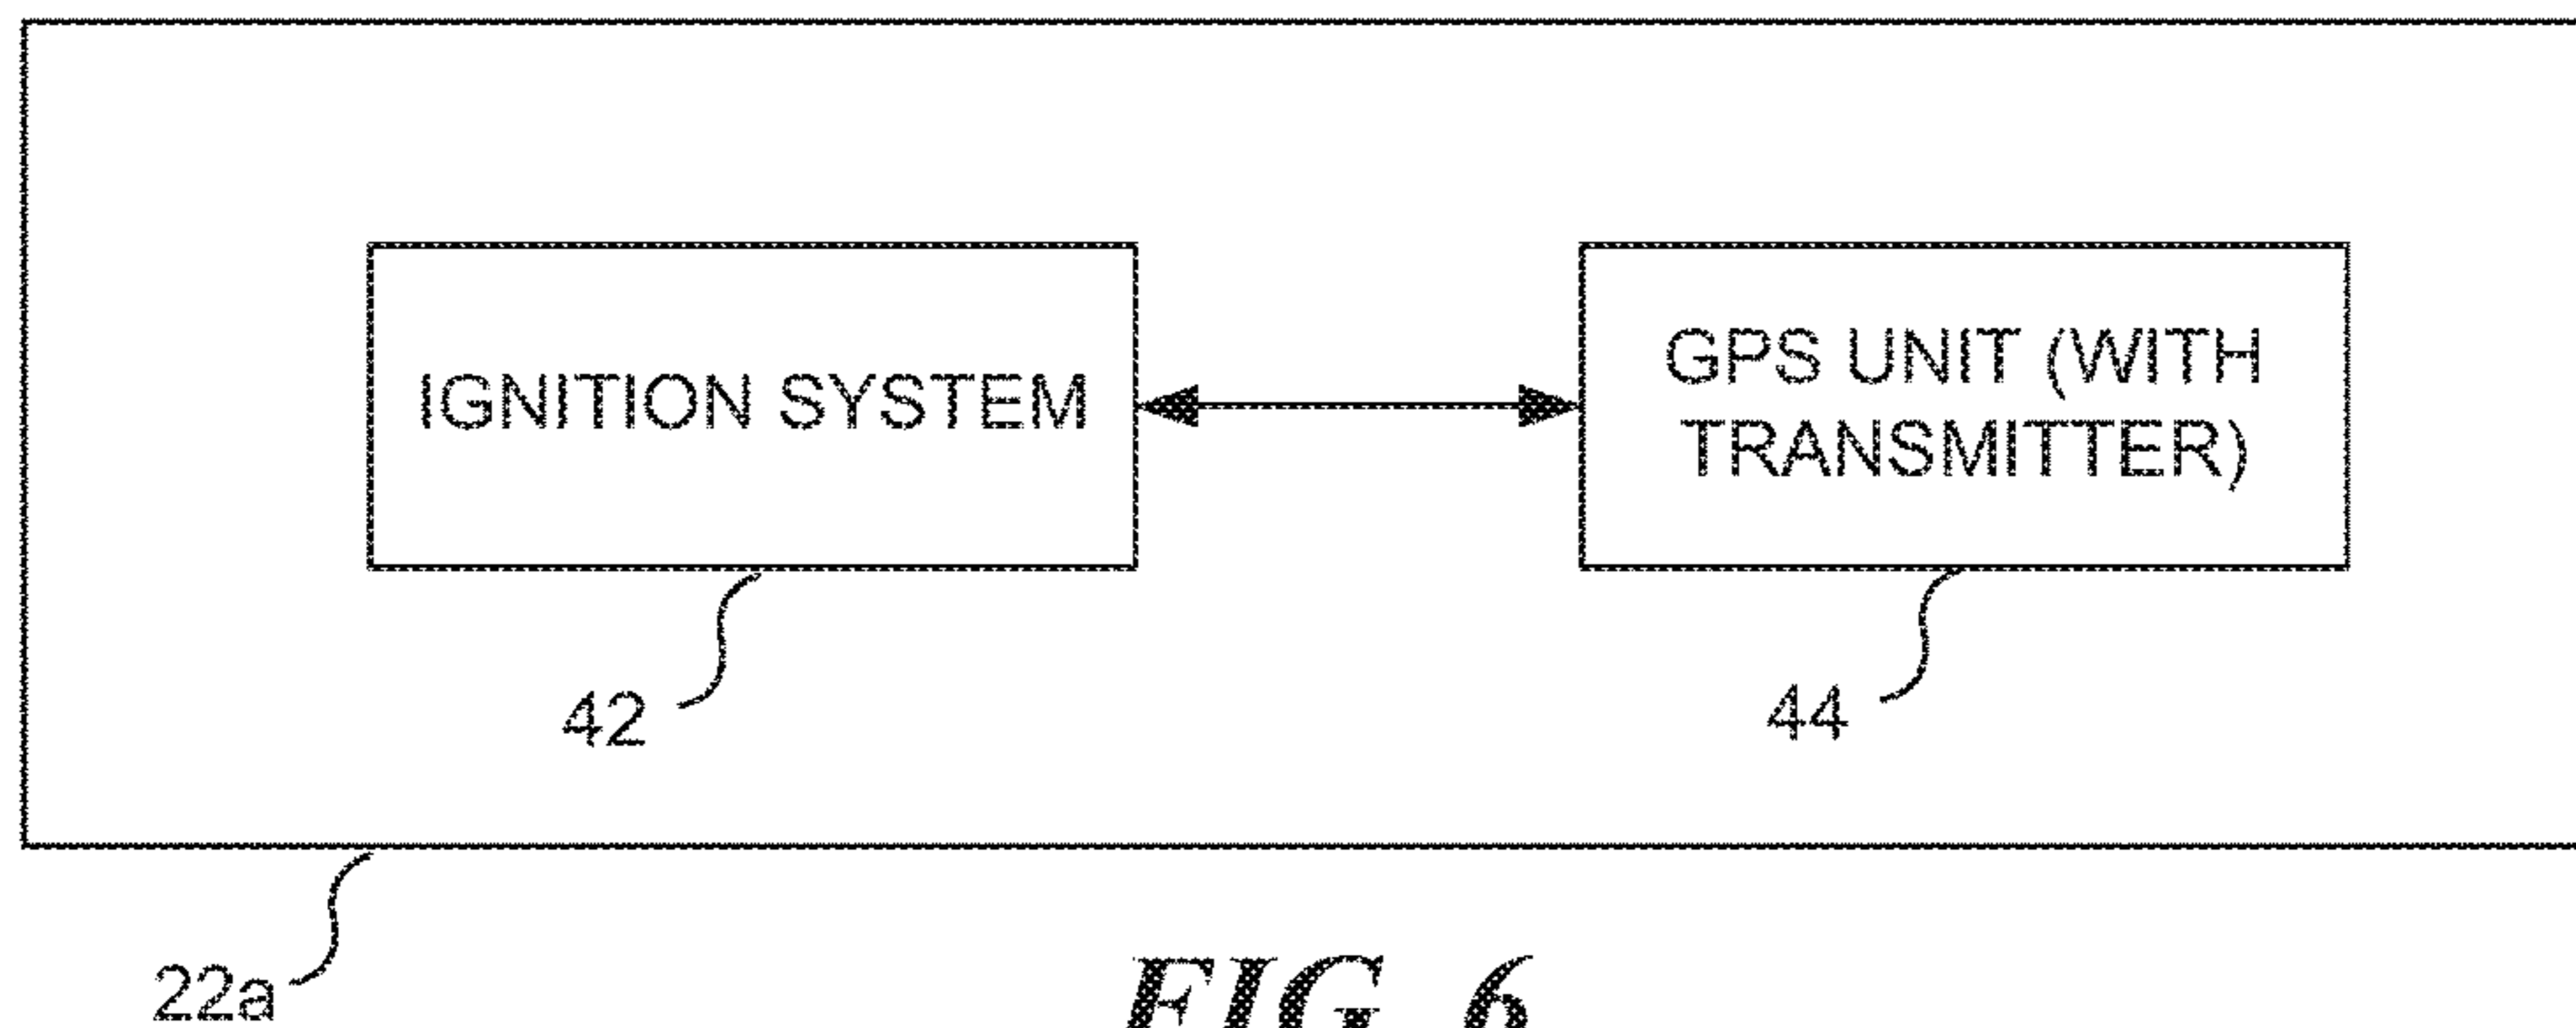 IGNITION SYSTEM
GPS UNIT (WITH
TRANSMITTER)
42
44
22a
FIG. 6